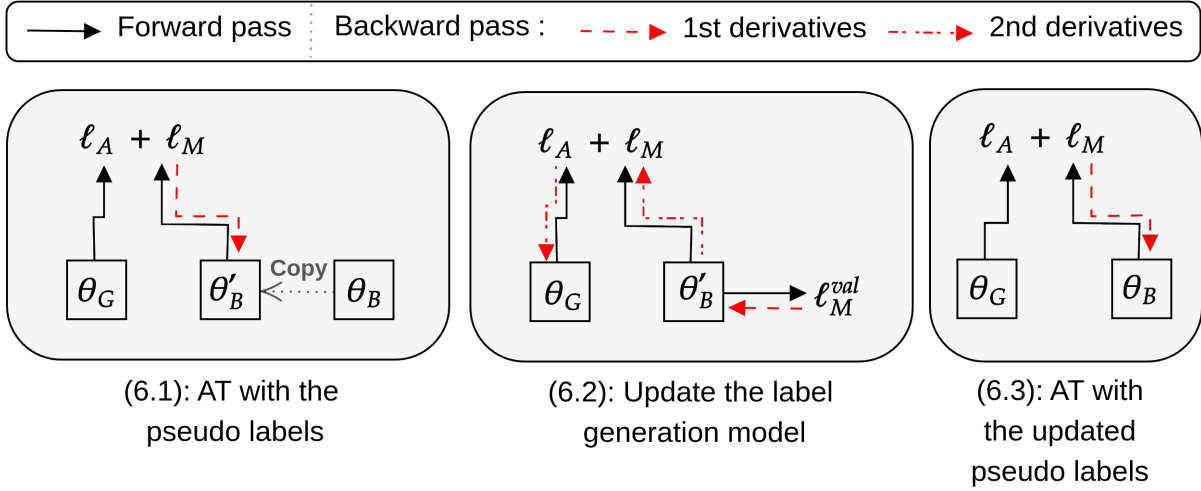 Forward pass
Backward pass :
1st derivatives
2nd derivatives
ℓ_A + ℓ_M
θ_G
θ′_B
Copy
θ_B
(6.1): AT with the
pseudo labels
ℓ_A + ℓ_M
θ_G
θ′_B
ℓ_M^val
(6.2): Update the label
generation model
ℓ_A + ℓ_M
θ_G
θ_B
(6.3): AT with
the updated
pseudo labels